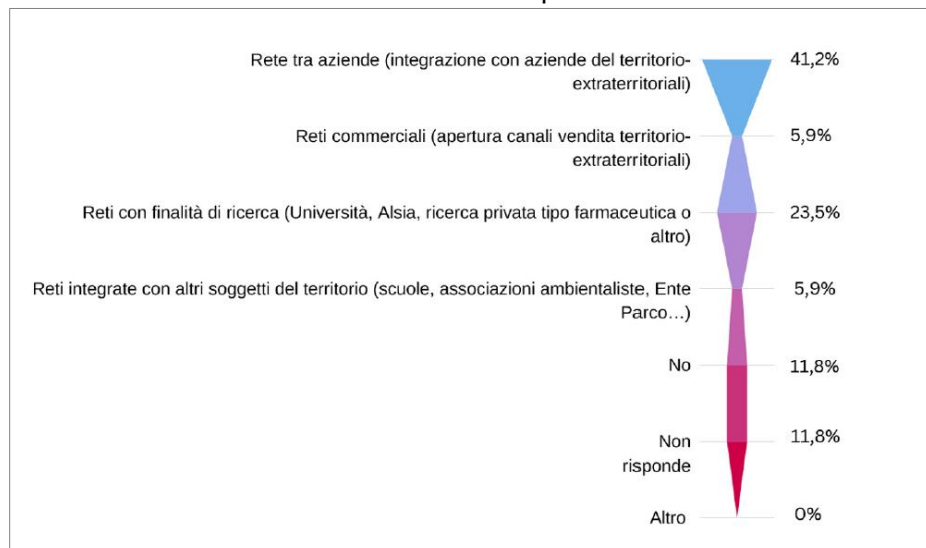 Rete tra aziende (integrazione con aziende del territorio-
extraterritoriali)
41,2%
Reti commerciali (apertura canali vendita territorio-
extraterritoriali)
5,9%
Reti con finalità di ricerca (Università, Alsia, ricerca privata tipo farmaceutica o
altro)
23,5%
Reti integrate con altri soggetti del territorio (scuole, associazioni ambientaliste, Ente
Parco…)
5,9%
No
11,8%
Non
risponde
11,8%
Altro
0%